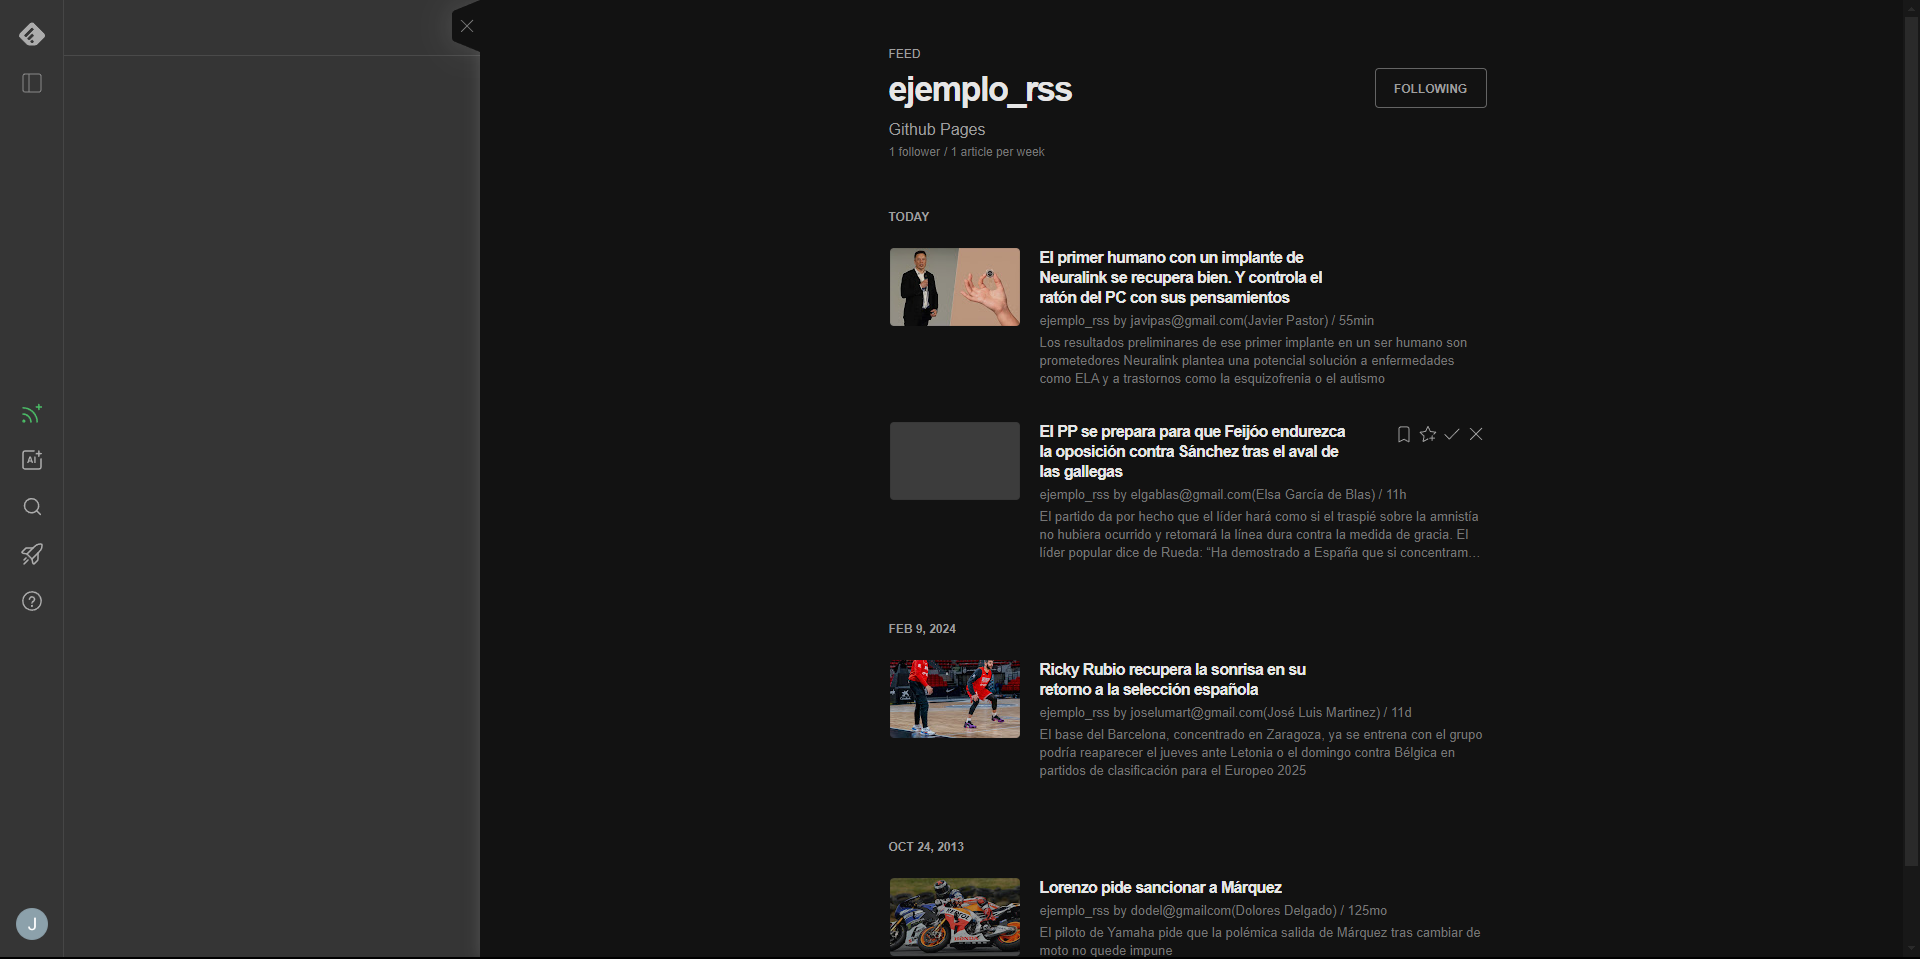 FEED
ejemplo_rss
FOLLOWING
Github Pages
1 follower / 1 article per week
TODAY
El primer humano con un implante de
Neuralink se recupera bien. Y controla el
ratón del PC con sus pensamientos
ejemplo_rss by javipas@gmail.com(Javier Pastor) / 55min
Los resultados preliminares de ese primer implante en un ser humano son
prometedores Neuralink plantea una potencial solución a enfermedades
como ELA y a trastornos como la esquizofrenia o el autismo
El PP se prepara para que Feijóo endurezca
la oposición contra Sánchez tras el aval de
las gallegas
ejemplo_rss by elgablas@gmail.com(Elsa García de Blas) / 11h
El partido da por hecho que el líder hará como si el traspié sobre la amnistía
no hubiera ocurrido y retomará la línea dura contra la medida de gracia. El
líder popular dice de Rueda: “Ha demostrado a España que si concentram...
FEB 9, 2024
Ricky Rubio recupera la sonrisa en su
retorno a la selección española
ejemplo_rss by joselumart@gmail.com(José Luis Martinez) / 11d
El base del Barcelona, concentrado en Zaragoza, ya se entrena con el grupo
podría reaparecer el jueves ante Letonia o el domingo contra Bélgica en
partidos de clasificación para el Europeo 2025
OCT 24, 2013
Lorenzo pide sancionar a Márquez
ejemplo_rss by dodel@gmailcom(Dolores Delgado) / 125mo
El piloto de Yamaha pide que la polémica salida de Márquez tras cambiar de
moto no quede impune
AI
J